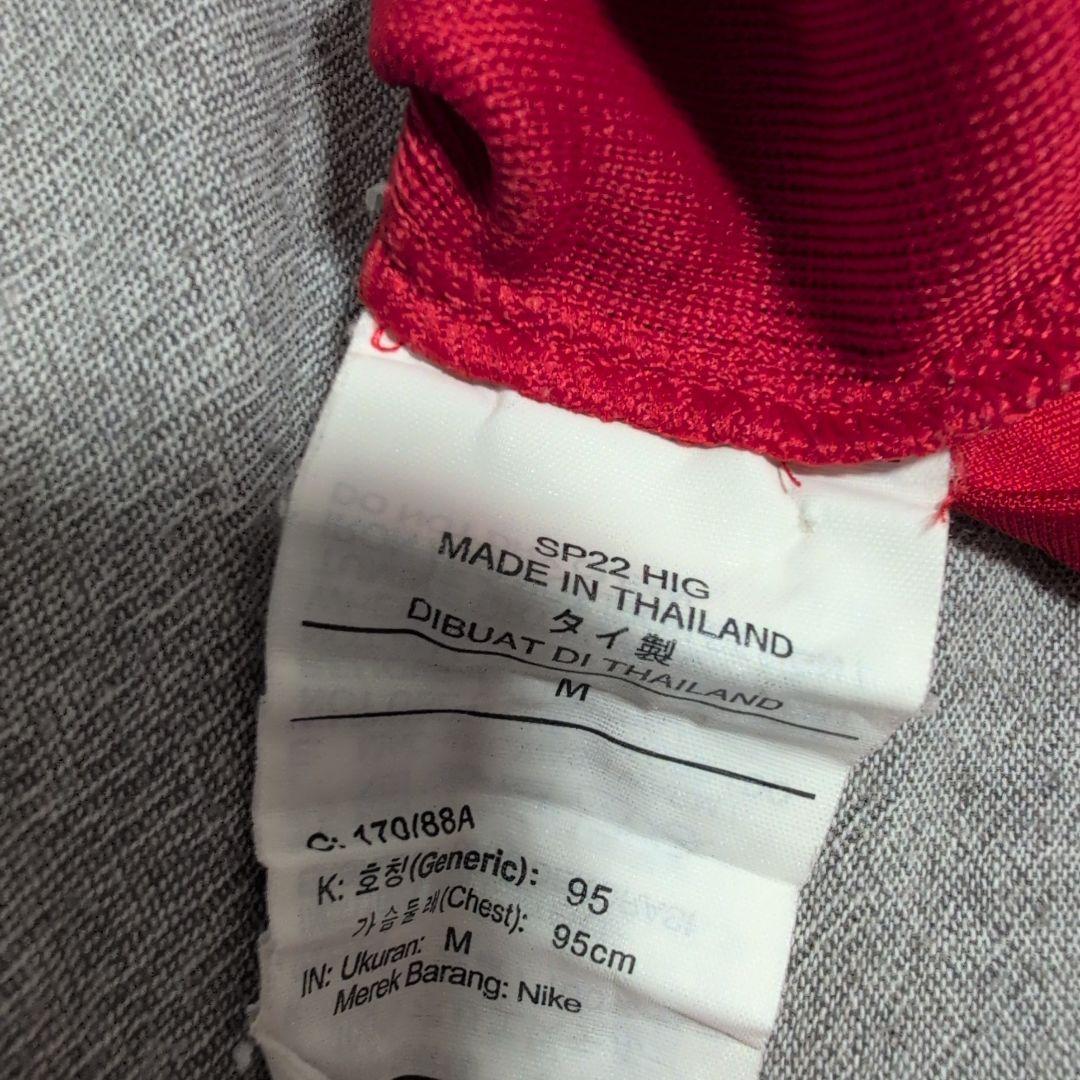 SP22 HIG
MADE IN THAILAND
タイ製
DIBUAT DI THAILAND
M
C: 170/88A
K: 호칭(Generic): 95
가슴둘레(Chest): 95cm
IN: Ukuran: M
Merek Barang: Nike